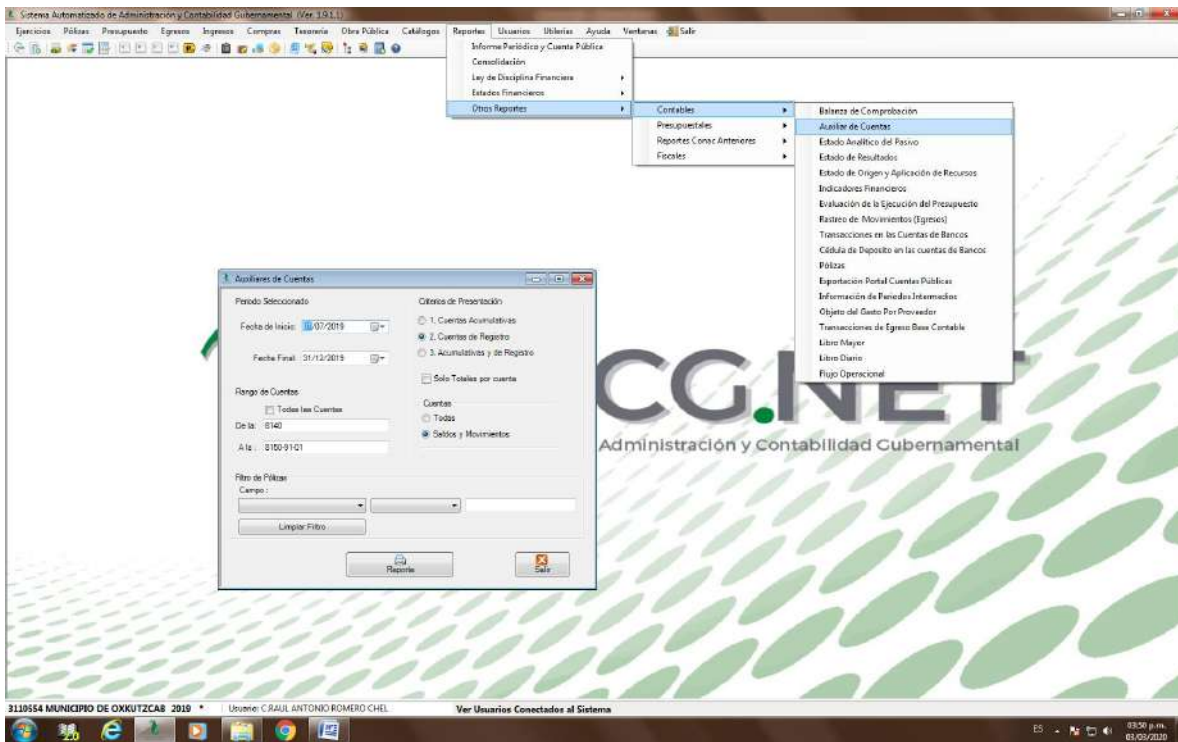 Sistema Automatizado de Administración y Contabilidad Gubernamental (Ver. 1.9.1.1)
Ejercicios Pólizas Presupuesto Egresos Ingresos Compras Tesorería Obra Pública Catálogos Reportes Usuarios Utilerías Ayuda Ventanas Salir
Informe Periódico y Cuenta Pública
Consolidación
Ley de Disciplina Financiera
Estados Financieros
Otros Reportes
Contables
Presupuestales
Reportes Conac Anteriores
Fiscales
Balanza de Comprobación
Auxiliar de Cuentas
Estado Analítico del Pasivo
Estado de Resultados
Estado de Origen y Aplicación de Recursos
Indicadores Financieros
Evaluación de la Ejecución del Presupuesto
Rastreo de Movimientos (Egresos)
Transacciones en las Cuentas de Bancos
Cédula de Deposito en las cuentas de Bancos
Pólizas
Exportación Portal Cuentas Públicas
Información de Periodos Intermedios
Objeto del Gasto Por Proveedor
Transacciones de Egreso Base Contable
Libro Mayor
Libro Diario
Flujo Operacional
Auxiliares de Cuentas
Periodo Seleccionado
Fecha de Inicio: /07/2019
Fecha Final: 31/12/2019
Rango de Cuentas
Todas las Cuentas
De la: 8140
A la: 8150-91-01
Criterios de Presentación
1. Cuentas Acumulativas
2. Cuentas de Registro
3. Acumulativas y de Registro
Solo Totales por cuenta
Cuentas
Todas
Saldos y Movimientos
Filtro de Pólizas
Campo :
Limpiar Filtro
Reporte
Salir
CG.NET
Administración y Contabilidad Gubernamental
3110554 MUNICIPIO DE OXKUTZCAB 2019 * Usuario: C.RAUL ANTONIO ROMERO CHEL Ver Usuarios Conectados al Sistema
ES 03:50 p.m.
03/03/2020